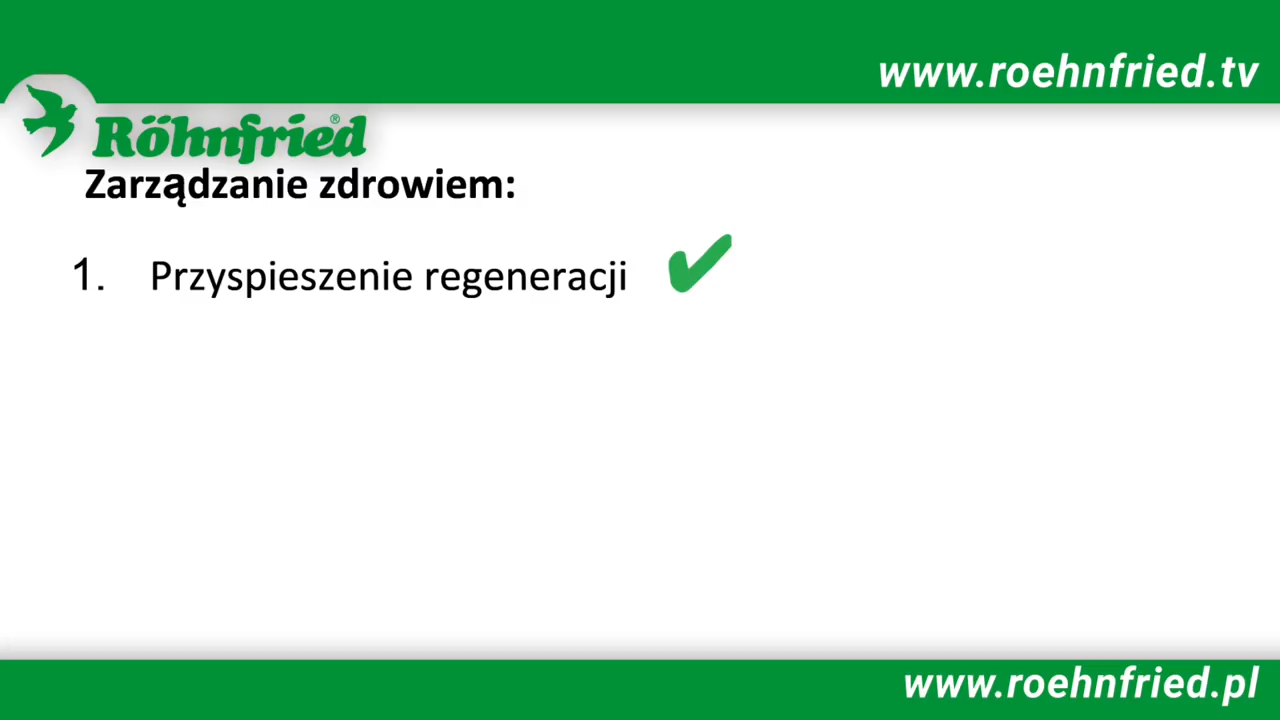 www.roehnfried.tv
Röhnfried®
Zarządzanie zdrowiem:
1. Przyspieszenie regeneracji
www.roehnfried.pl